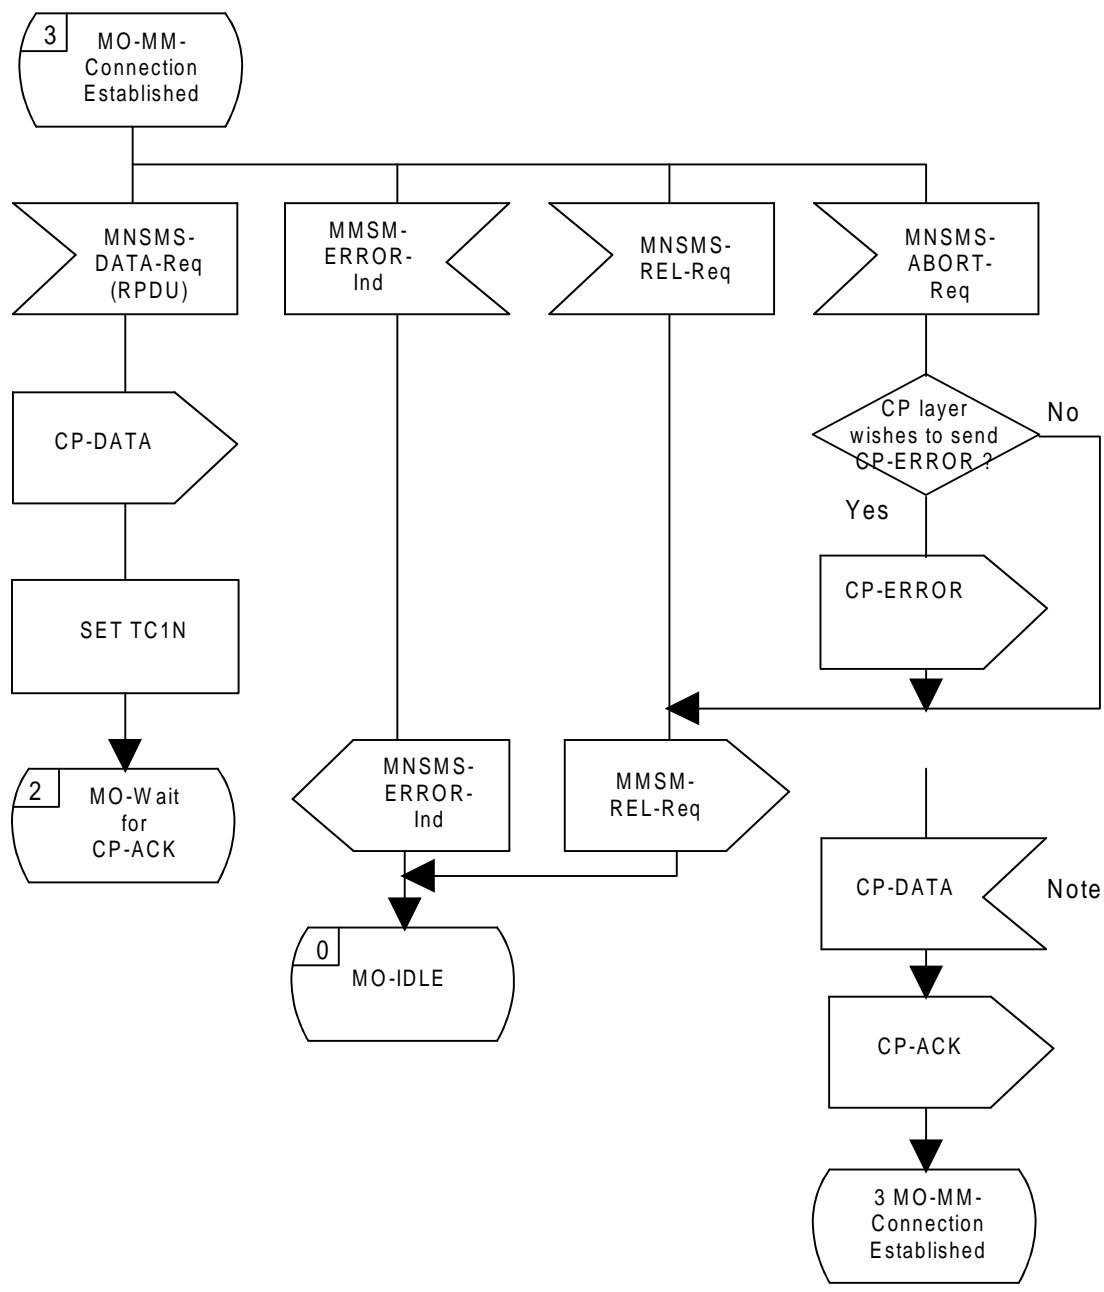 3
MO-MM-
Connection
Established
MNSMS-
DATA-Req
(RPDU)
MMSM-
ERROR-
Ind
MNSMS-
REL-Req
MNSMS-
ABORT-
Req
CP layer
wishes to send
CP-ERROR ?
No
Yes
CP-DATA
CP-ERROR
SET TC1N
2
MO-Wait
for
CP-ACK
MNSMS-
ERROR-
Ind
MMSM-
REL-Req
CP-DATA
Note
0
MO-IDLE
CP-ACK
3 MO-MM-
Connection
Established